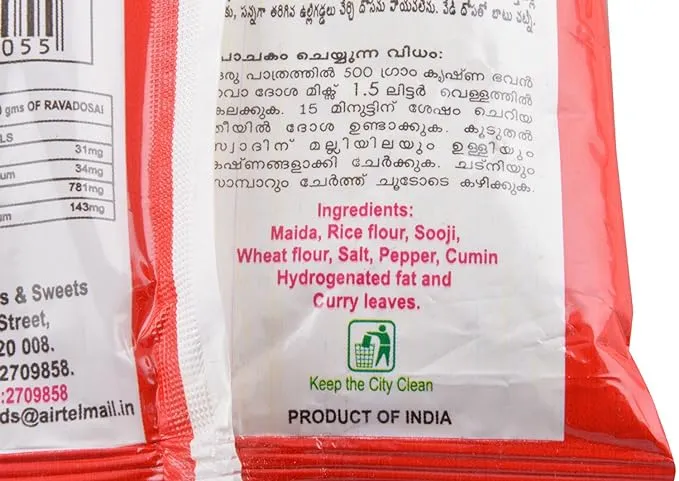 055
gms OF RAVADOSAI
31mg
34mg
781mg
143mg
s & Sweets
Street,
20 008.
2709858.
:2709858
ds@airtelmail.in
పాచకం
പാചകം ചെയ്യുന്ന വിധം:
ഒരു പാത്രത്തിൽ 500 ഗ്രാം കൃഷ്ണ ഭവൻ
റവാ ദോശ മിക്സ് 1.5 ലിട്ടർ വെള്ളത്തിൽ
കലക്കുക. 15 മിനുട്ടിന് ശേഷം ചെറിയ
തീയിൽ ദോശ ഉണ്ടാക്കുക. കൂടുതൽ
സ്വാദിന് മല്ലിയിലയും ഉള്ളിയും
കഷ്ണങ്ങളാക്കി ചേർക്കുക. ചട്നിയും
സാമ്പാറും ചേർത്ത് ചൂടോടെ കഴിക്കുക.
Ingredients:
Maida, Rice flour, Sooji,
Wheat flour, Salt, Pepper, Cumin
Hydrogenated fat and
Curry leaves.
Keep the City Clean
PRODUCT OF INDIA